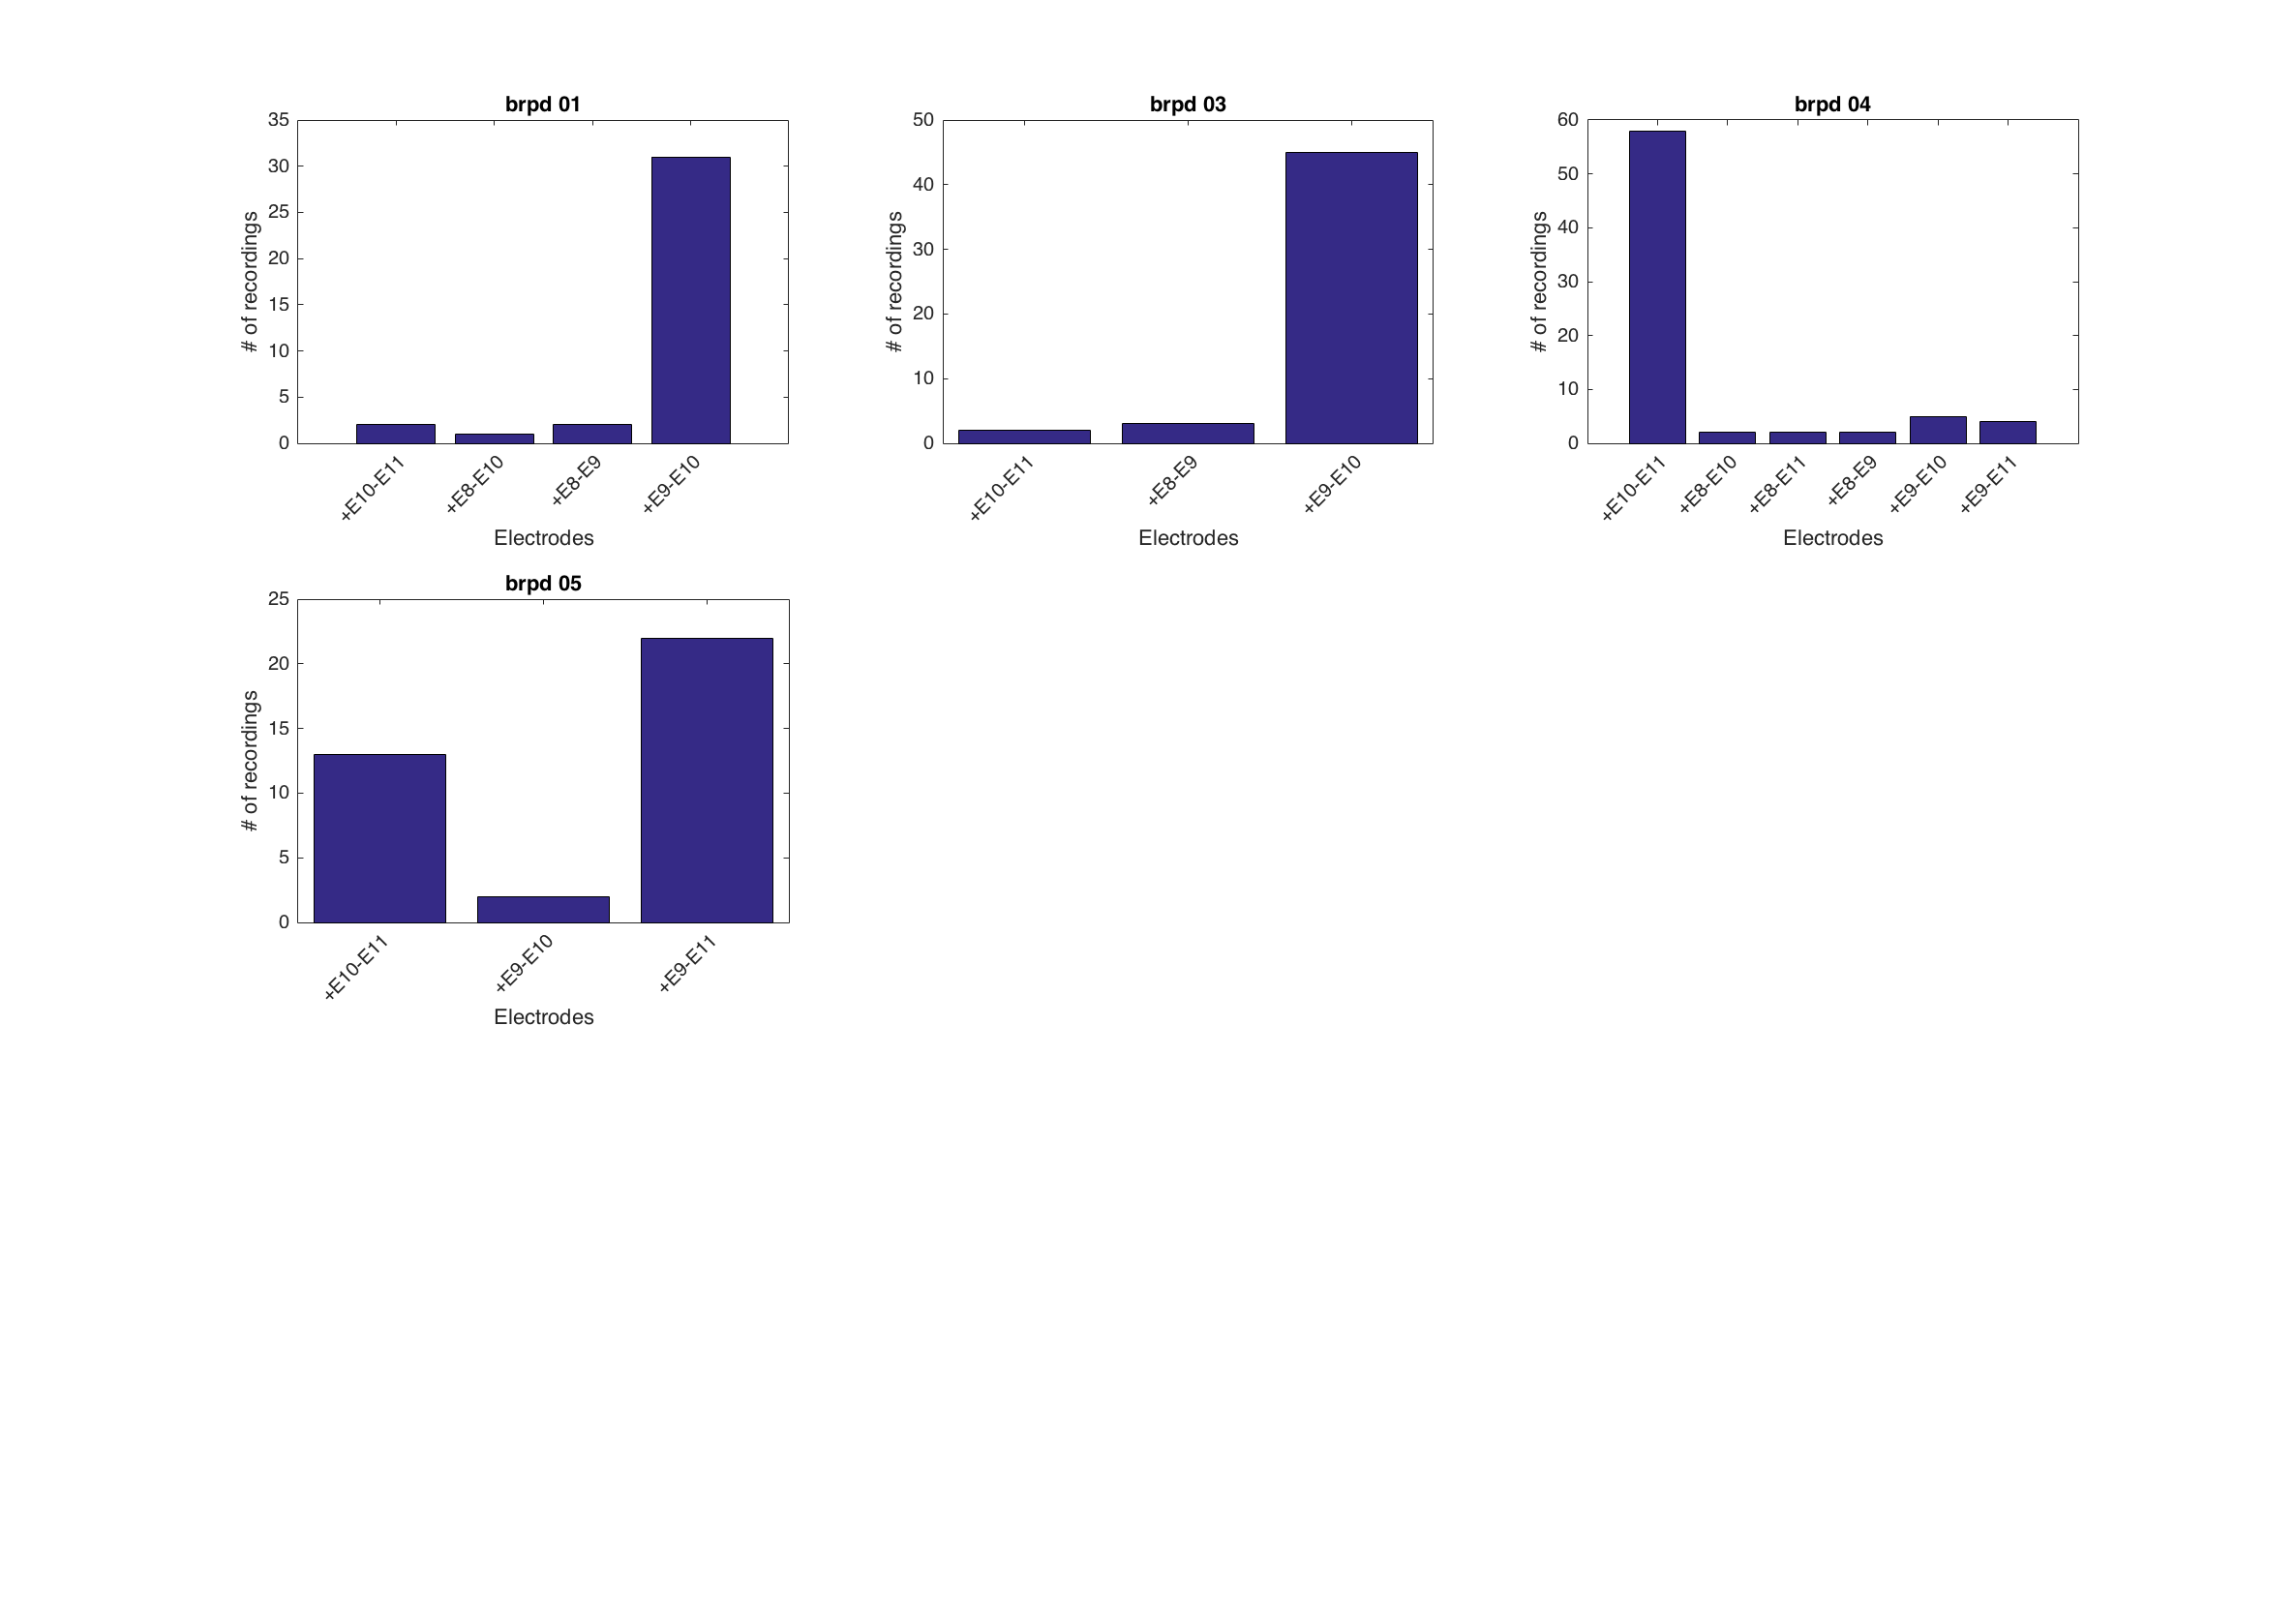 brpd 01
35
30
25
20
15
10
5
0
# of recordings
+E10-E11
+E8-E10
+E8-E9
+E9-E10
Electrodes
brpd 03
50
40
30
20
10
0
# of recordings
+E10-E11
+E8-E9
+E9-E10
Electrodes
brpd 04
60
50
40
30
20
10
0
# of recordings
+E10-E11
+E8-E10
+E8-E11
+E8-E9
+E9-E10
+E9-E11
Electrodes
brpd 05
25
20
15
10
5
0
# of recordings
+E10-E11
+E9-E10
+E9-E11
Electrodes